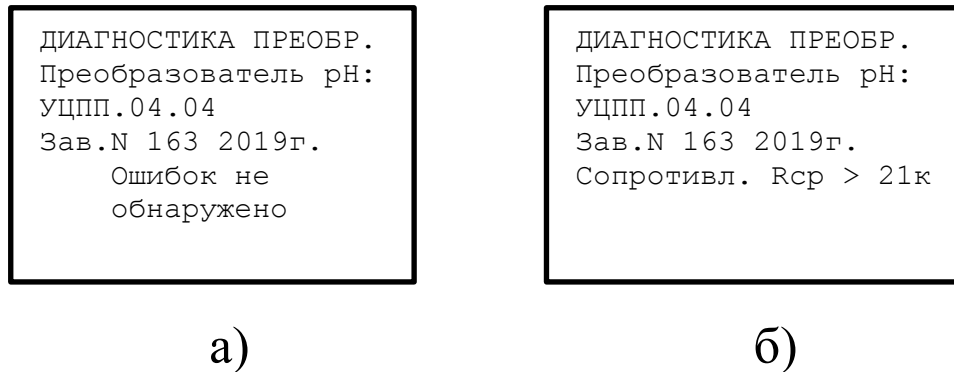 ДИАГНОСТИКА ПРЕОБР.
Преобразователь pH:
УЦПП.04.04
Зав.N 163 2019г.
Ошибок не
обнаружено
а)
ДИАГНОСТИКА ПРЕОБР.
Преобразователь pH:
УЦПП.04.04
Зав.N 163 2019г.
Сопротивл. Rср > 21к
б)